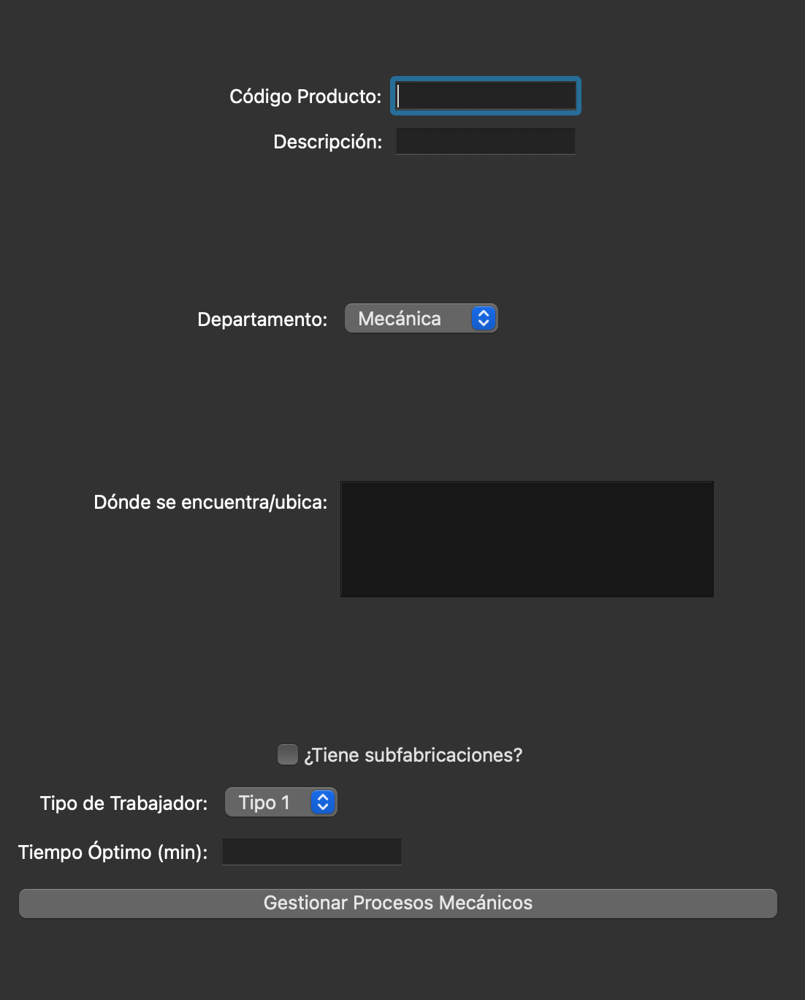 Código Producto:
Descripción:
Departamento: Mecánica
Dónde se encuentra/ubica:
¿Tiene subfabricaciones?
Tipo de Trabajador: Tipo 1
Tiempo Óptimo (min):
Gestionar Procesos Mecánicos